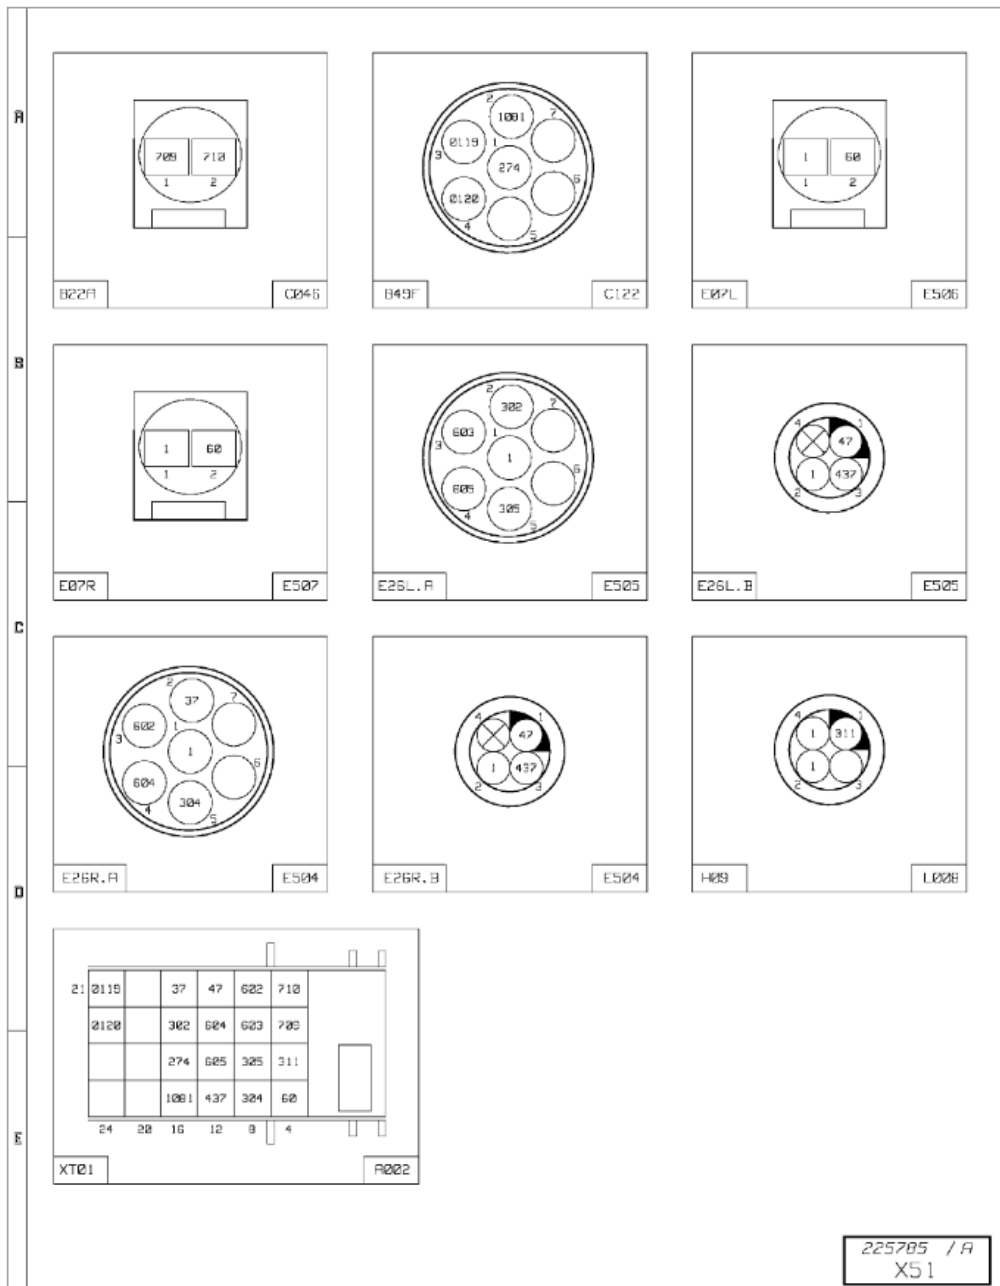 A
709 710
1 2
B22A C046
2 1081 7
0119 1
3 274
0120 6
4 5
B49F C122
1 60
1 2
E07L E506
B
1 60
1 2
E07R E507
2 302 7
603 1
3 1
605 6
4 305 5
E26L.A E505
4 1
47
1 437
2 3
E26L.B E505
C
2 37 7
602 1
3 1
604 6
4 304 5
E26R.A E504
4 1
47
1 437
2 3
E26R.B E504
4 1
1 311
1
2 3
H09 L008
D
21 0119 37 47 602 710
0120 302 604 603 709
274 605 305 311
1081 437 304 60
24 20 16 12 8 4
E
XT01 A002
225785 / A
X51